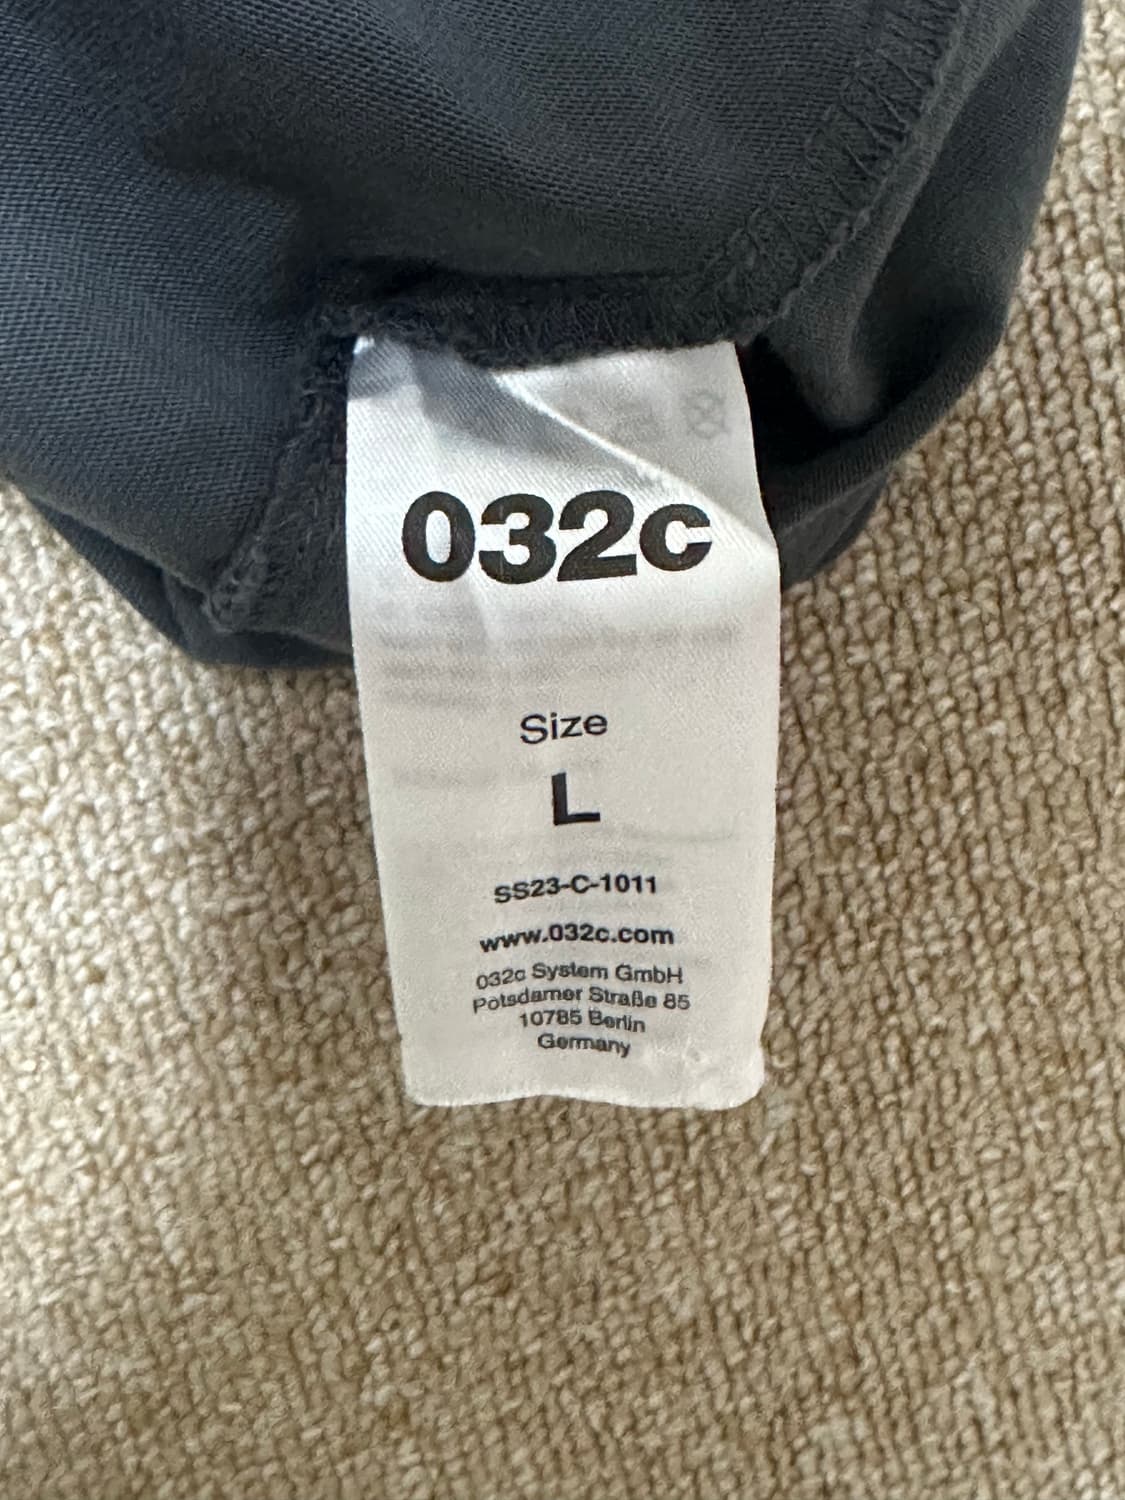 032c
Size
L
SS23-C-1011
www.032c.com
032c System GmbH
Potsdamer Straße 85
10785 Berlin
Germany